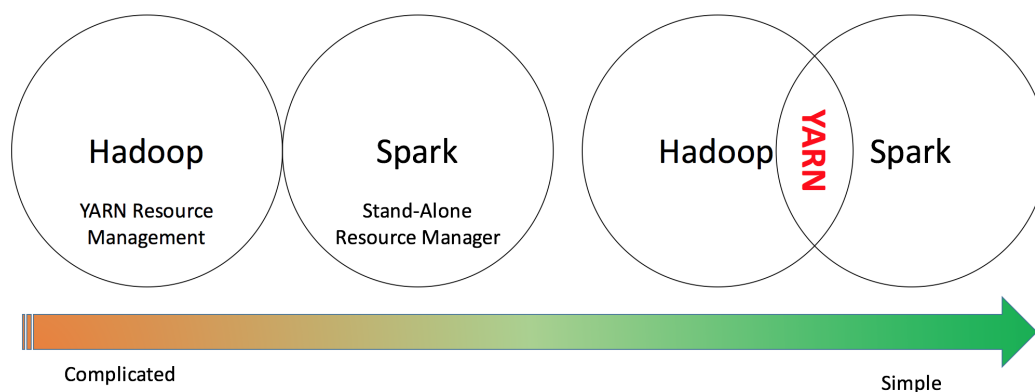 Hadoop
YARN Resource
Management
Spark
Stand-Alone
Resource Manager
Hadoop
YARN
Spark
Complicated
Simple